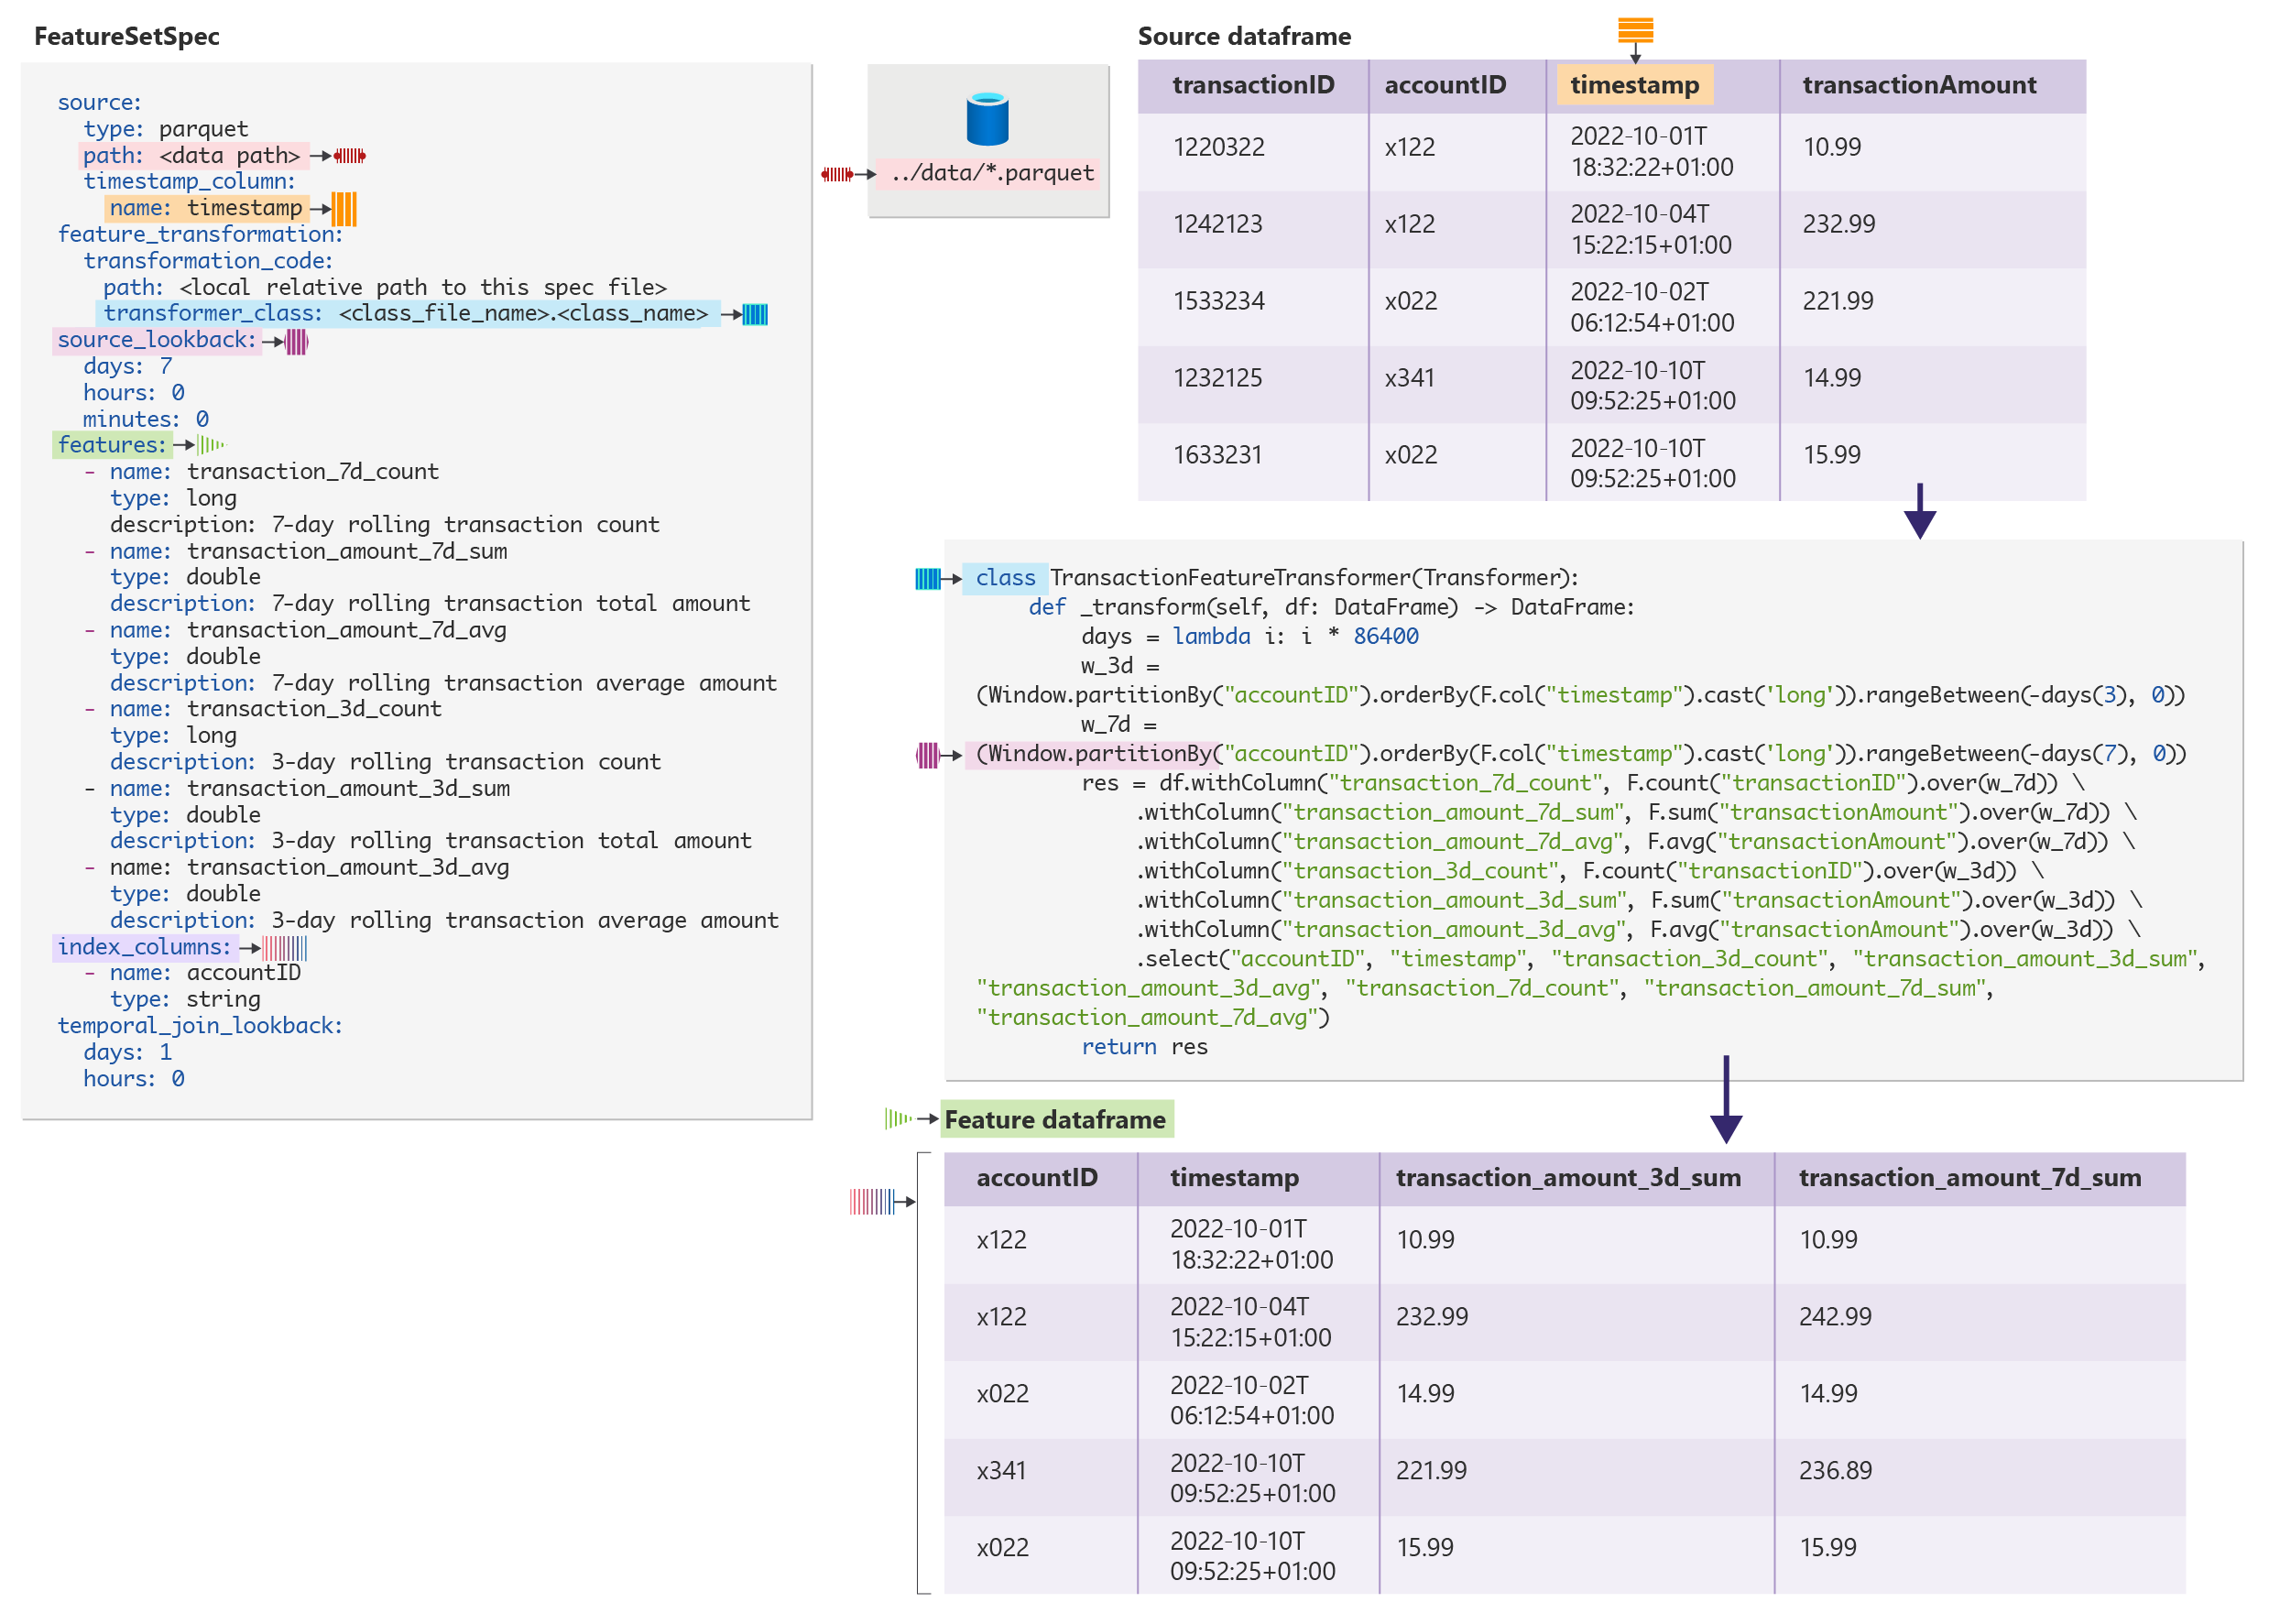 FeatureSetSpec
source:
type: parquet
path: <data path>
timestamp_column:
name: timestamp
feature_transformation:
transformation_code:
path: <local relative path to this spec file>
transformer_class: <class_file_name>.<class_name>
source_lookback:
days: 7
hours: 0
minutes: 0
features:
- name: transaction_7d_count
type: long
description: 7-day rolling transaction count
- name: transaction_amount_7d_sum
type: double
description: 7-day rolling transaction total amount
- name: transaction_amount_7d_avg
type: double
description: 7-day rolling transaction average amount
- name: transaction_3d_count
type: long
description: 3-day rolling transaction count
- name: transaction_amount_3d_sum
type: double
description: 3-day rolling transaction total amount
- name: transaction_amount_3d_avg
type: double
description: 3-day rolling transaction average amount
index_columns:
- name: accountID
type: string
temporal_join_lookback:
days: 1
hours: 0
../data/*.parquet
Source dataframe
transactionID accountID timestamp transactionAmount
1220322 x122 2022-10-01T 18:32:22+01:00 10.99
1242123 x122 2022-10-04T 15:22:15+01:00 232.99
1533234 x022 2022-10-02T 06:12:54+01:00 221.99
1232125 x341 2022-10-10T 09:52:25+01:00 14.99
1633231 x022 2022-10-10T 09:52:25+01:00 15.99
class TransactionFeatureTransformer(Transformer):
def _transform(self, df: DataFrame) -> DataFrame:
days = lambda i: i * 86400
w_3d =
(Window.partitionBy("accountID").orderBy(F.col("timestamp").cast('long')).rangeBetween(-days(3), 0))
w_7d =
(Window.partitionBy("accountID").orderBy(F.col("timestamp").cast('long')).rangeBetween(-days(7), 0))
res = df.withColumn("transaction_7d_count", F.count("transactionID").over(w_7d)) \
.withColumn("transaction_amount_7d_sum", F.sum("transactionAmount").over(w_7d)) \
.withColumn("transaction_amount_7d_avg", F.avg("transactionAmount").over(w_7d)) \
.withColumn("transaction_3d_count", F.count("transactionID").over(w_3d)) \
.withColumn("transaction_amount_3d_sum", F.sum("transactionAmount").over(w_3d)) \
.withColumn("transaction_amount_3d_avg", F.avg("transactionAmount").over(w_3d)) \
.select("accountID", "timestamp", "transaction_3d_count", "transaction_amount_3d_sum",
"transaction_amount_3d_avg", "transaction_7d_count", "transaction_amount_7d_sum",
"transaction_amount_7d_avg")
return res
Feature dataframe
accountID timestamp transaction_amount_3d_sum transaction_amount_7d_sum
x122 2022-10-01T 18:32:22+01:00 10.99 10.99
x122 2022-10-04T 15:22:15+01:00 232.99 242.99
x022 2022-10-02T 06:12:54+01:00 14.99 14.99
x341 2022-10-10T 09:52:25+01:00 221.99 236.89
x022 2022-10-10T 09:52:25+01:00 15.99 15.99